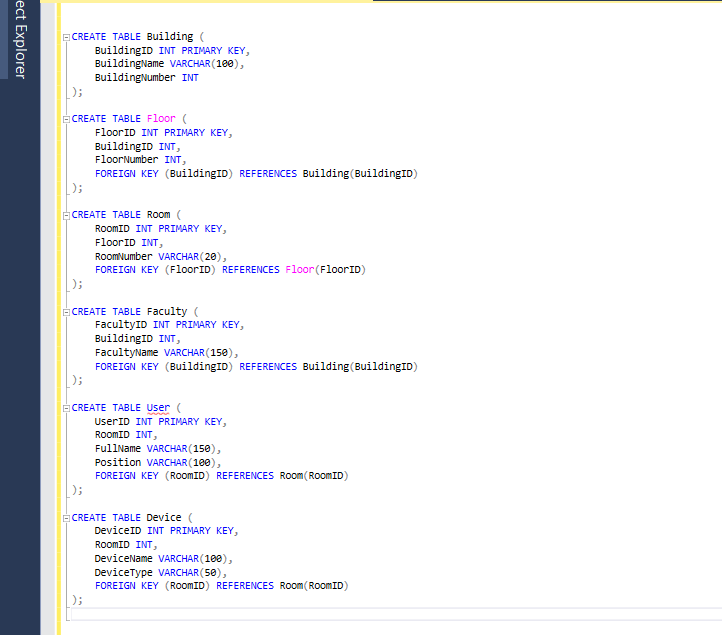 ect Explorer
CREATE TABLE Building (
    BuildingID INT PRIMARY KEY,
    BuildingName VARCHAR(100),
    BuildingNumber INT
);
CREATE TABLE Floor (
    FloorID INT PRIMARY KEY,
    BuildingID INT,
    FloorNumber INT,
    FOREIGN KEY (BuildingID) REFERENCES Building(BuildingID)
);
CREATE TABLE Room (
    RoomID INT PRIMARY KEY,
    FloorID INT,
    RoomNumber VARCHAR(20),
    FOREIGN KEY (FloorID) REFERENCES Floor(FloorID)
);
CREATE TABLE Faculty (
    FacultyID INT PRIMARY KEY,
    BuildingID INT,
    FacultyName VARCHAR(150),
    FOREIGN KEY (BuildingID) REFERENCES Building(BuildingID)
);
CREATE TABLE User (
    UserID INT PRIMARY KEY,
    RoomID INT,
    FullName VARCHAR(150),
    Position VARCHAR(100),
    FOREIGN KEY (RoomID) REFERENCES Room(RoomID)
);
CREATE TABLE Device (
    DeviceID INT PRIMARY KEY,
    RoomID INT,
    DeviceName VARCHAR(100),
    DeviceType VARCHAR(50),
    FOREIGN KEY (RoomID) REFERENCES Room(RoomID)
);